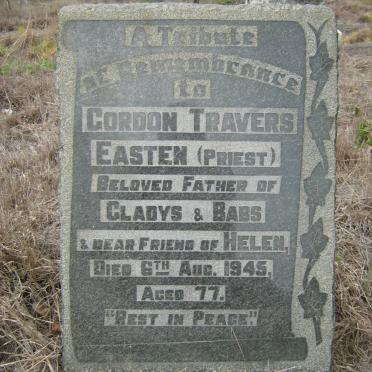 A Tribute
of Remembrance
to
GORDON TRAVERS
EASTEN (PRIEST)
BELOVED FATHER OF
GLADYS & BABS
& DEAR FRIEND OF HELEN,
DIED 6TH AUG. 1945,
AGED 77.
"REST IN PEACE."